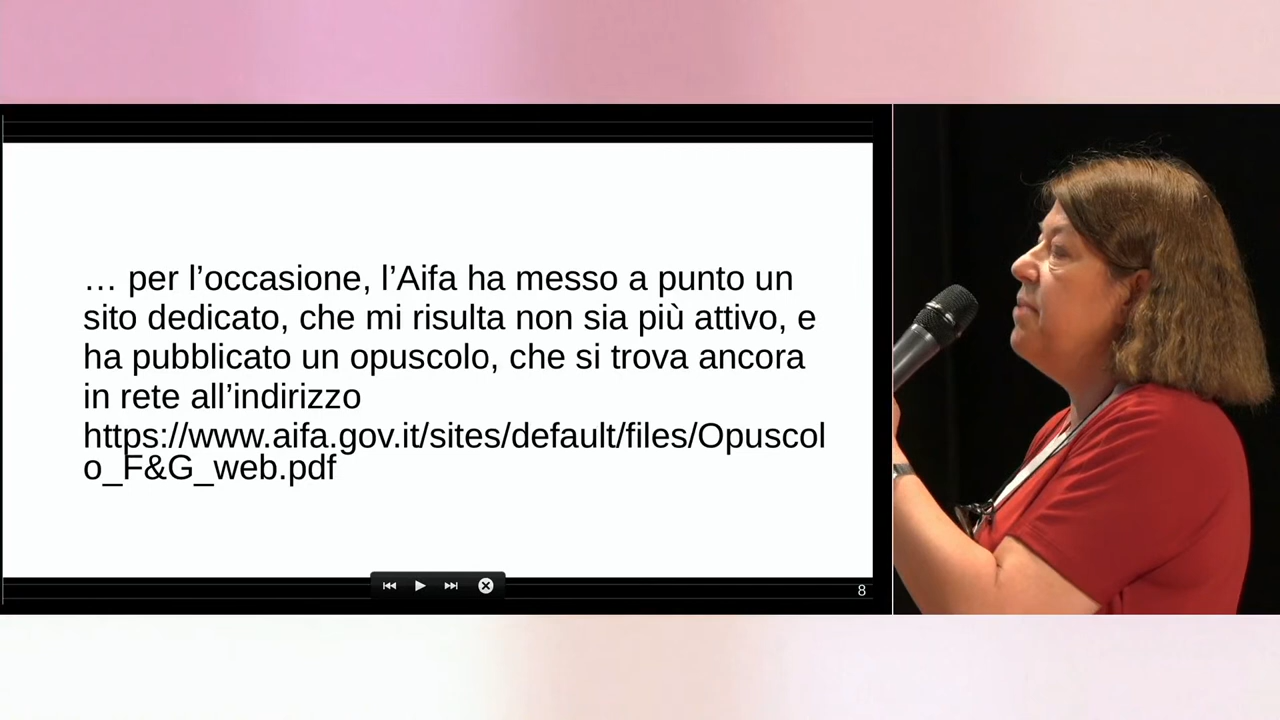 … per l’occasione, l’Aifa ha messo a punto un
sito dedicato, che mi risulta non sia più attivo, e
ha pubblicato un opuscolo, che si trova ancora
in rete all’indirizzo
https://www.aifa.gov.it/sites/default/files/Opuscol
o_F&G_web.pdf
8